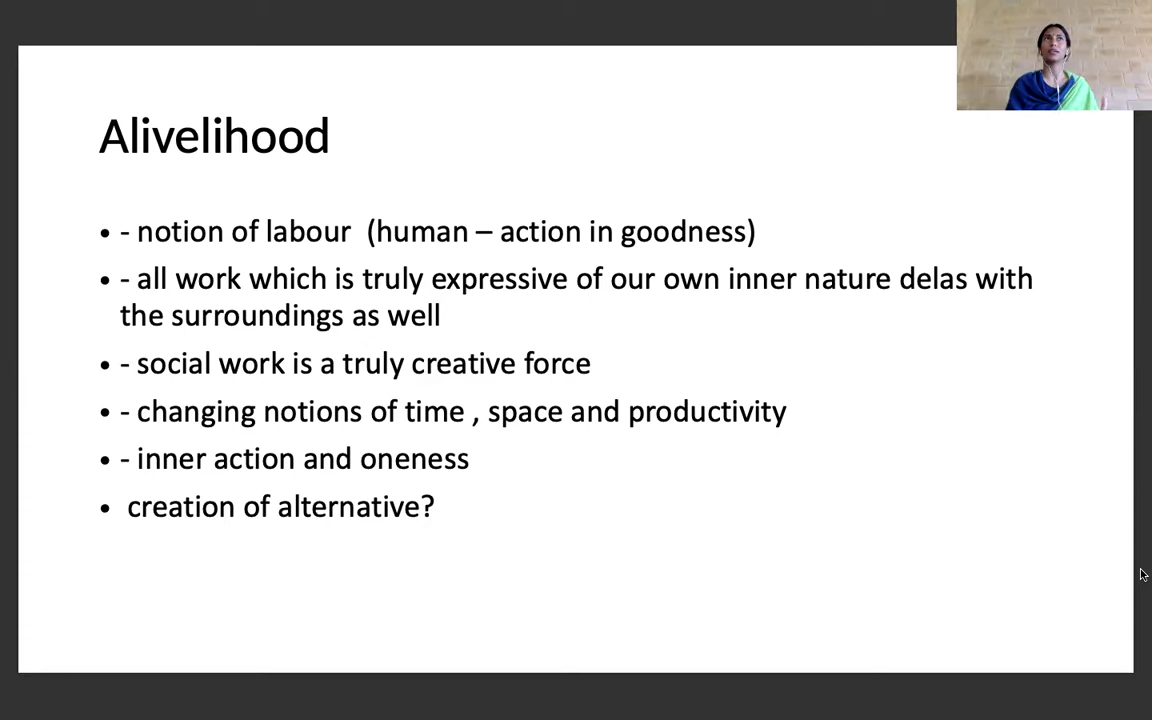 Alivelihood
• - notion of labour  (human – action in goodness)
• - all work which is truly expressive of our own inner nature delas with
the surroundings as well
• - social work is a truly creative force
• - changing notions of time , space and productivity
• - inner action and oneness
•  creation of alternative?